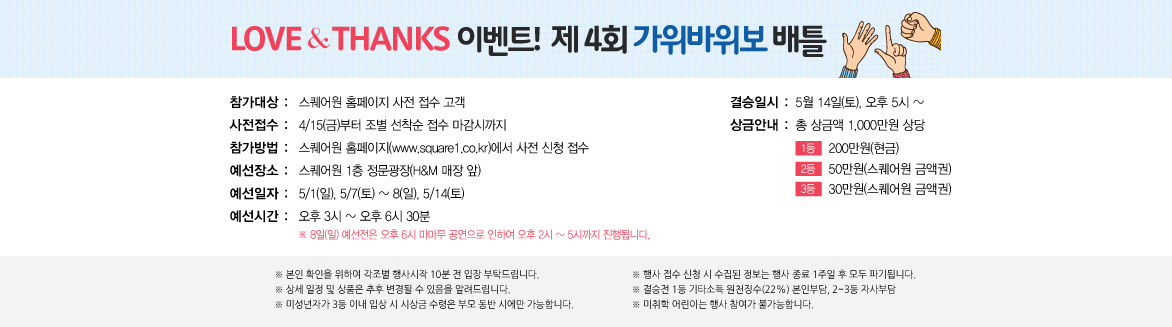 LOVE & THANKS 이벤트! 제 4회 가위바위보 배틀
참가대상 : 스퀘어원 홈페이지 사전 접수 고객
사전접수 : 4/15(금)부터 조별 선착순 접수 마감시까지
참가방법 : 스퀘어원 홈페이지(www.square1.co.kr)에서 사전 신청 접수
예선장소 : 스퀘어원 1층 정문광장(H&M 매장 앞)
예선일자 : 5/1(일), 5/7(토) ~ 8(일), 5/14(토)
예선시간 : 오후 3시 ~ 오후 6시 30분
※ 8일(일) 예선전은 오후 6시 마마무 공연으로 인하여 오후 2시 ~ 5시까지 진행됩니다.
결승일시 : 5월 14일(토), 오후 5시 ~
상금안내 : 총 상금액 1,000만원 상당
1등 200만원(현금)
2등 50만원(스퀘어원 금액권)
3등 30만원(스퀘어원 금액권)
※ 본인 확인을 위하여 각조별 행사시작 10분 전 입장 부탁드립니다.
※ 상세 일정 및 상품은 추후 변경될 수 있음을 알려드립니다.
※ 미성년자가 3등 이내 입상 시 시상금 수령은 부모 동반 시에만 가능합니다.
※ 행사 접수 신청 시 수집된 정보는 행사 종료 1주일 후 모두 파기됩니다.
※ 결승전 1등 기타소득 원천징수(22%) 본인부담, 2~3등 자사부담
※ 미취학 어린이는 행사 참여가 불가능합니다.